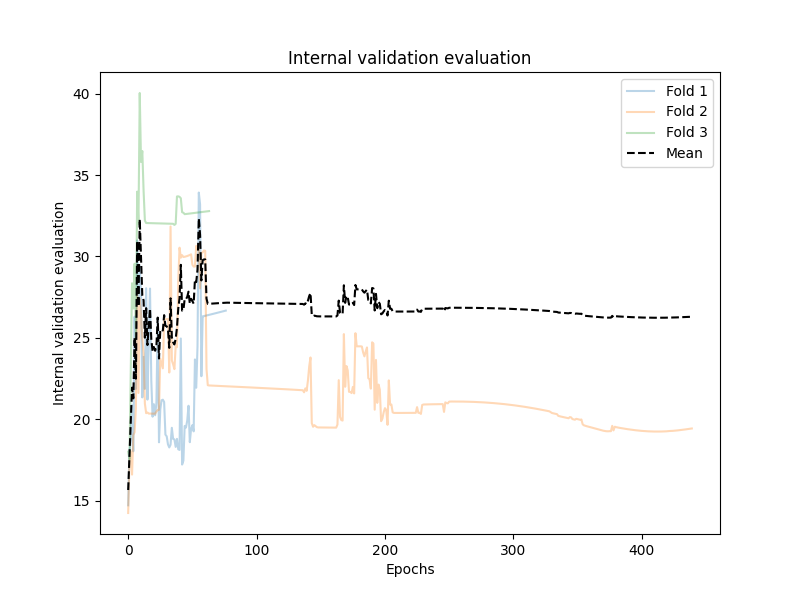 Internal validation evaluation
Internal validation evaluation
40
35
30
25
20
15
0
100
200
300
400
Epochs
Fold 1
Fold 2
Fold 3
Mean